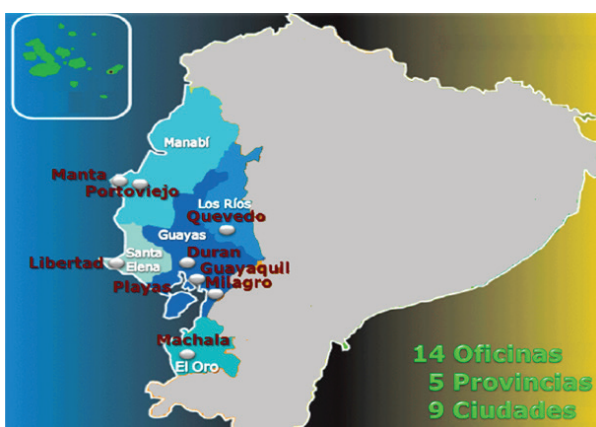 Manabí
Manta
Portoviejo
Los Ríos
Quevedo
Guayas
Santa
Elena
Libertad
Duran
Guayaquil
Playas
Milagro
Machala
El Oro
14 Oficinas
5 Provincias
9 Ciudades